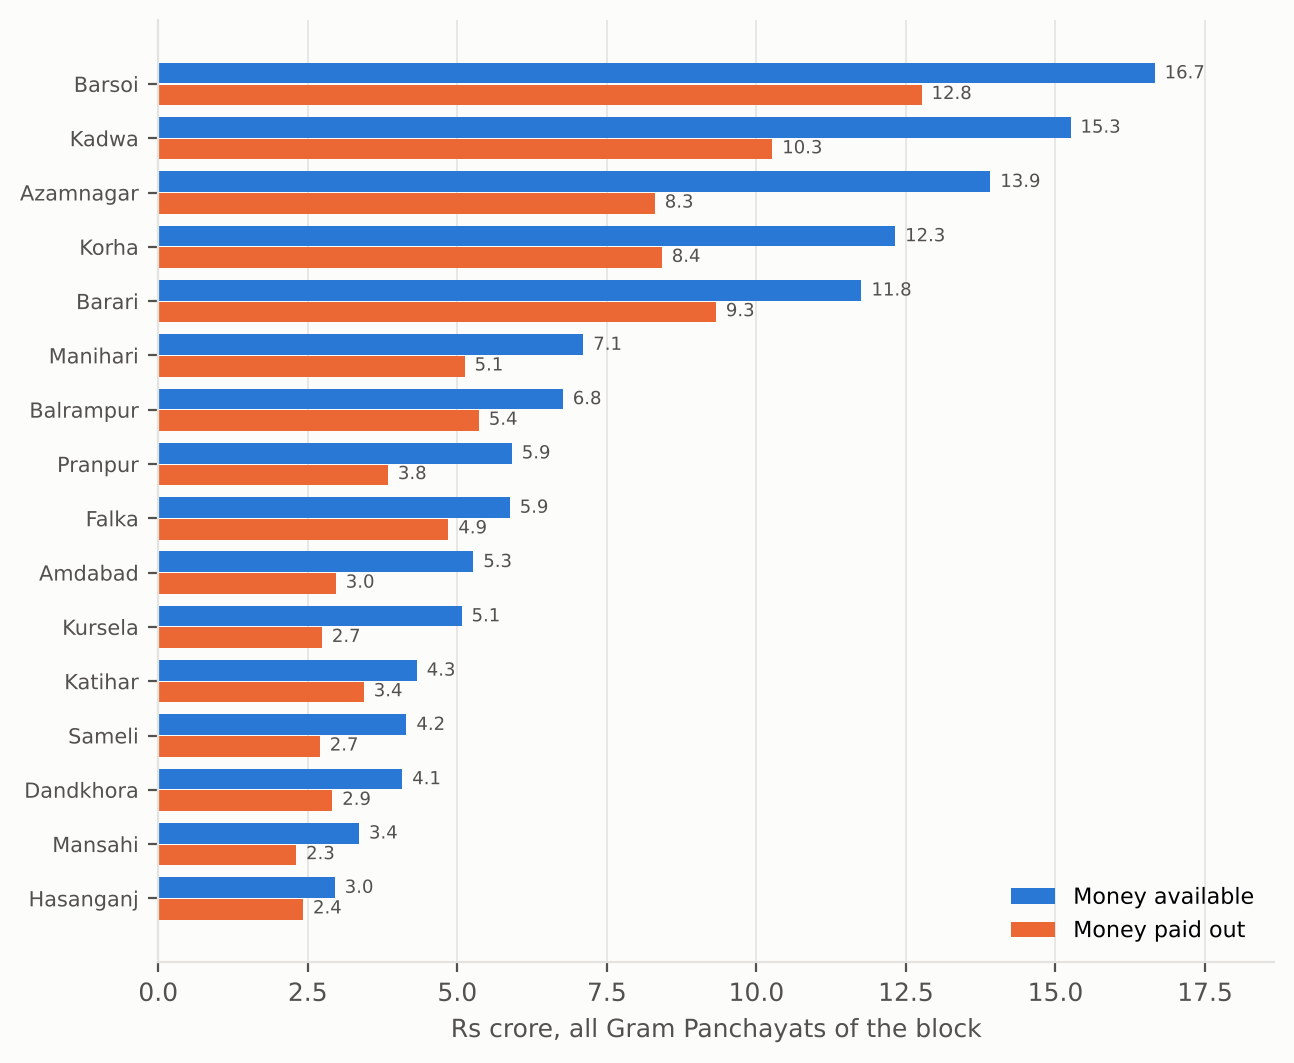 Barsoi 16.7
12.8
Kadwa 15.3
10.3
Azamnagar 13.9
8.3
Korha 12.3
8.4
Barari 11.8
9.3
Manihari 7.1
5.1
Balrampur 6.8
5.4
Pranpur 5.9
3.8
Falka 5.9
4.9
Amdabad 5.3
3.0
Kursela 5.1
2.7
Katihar 4.3
3.4
Sameli 4.2
2.7
Dandkhora 4.1
2.9
Mansahi 3.4
2.3
Hasanganj 3.0
2.4
Money available
Money paid out
0.0 2.5 5.0 7.5 10.0 12.5 15.0 17.5
Rs crore, all Gram Panchayats of the block